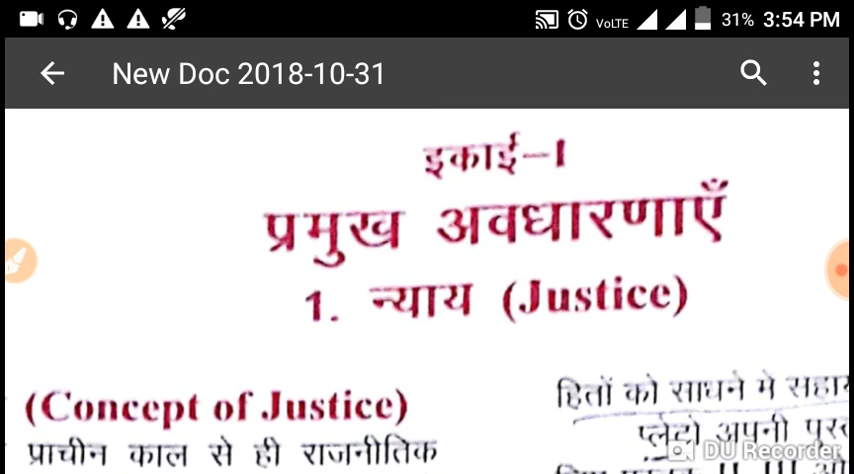 VoLTE 31% 3:54 PM
New Doc 2018-10-31
इकाई–I
प्रमुख अवधारणाएँ
1. न्याय (Justice)
(Concept of Justice)
प्राचीन काल से ही राजनीतिक
हितों को साधने में
प्लेटो अपनी
DU Recorder